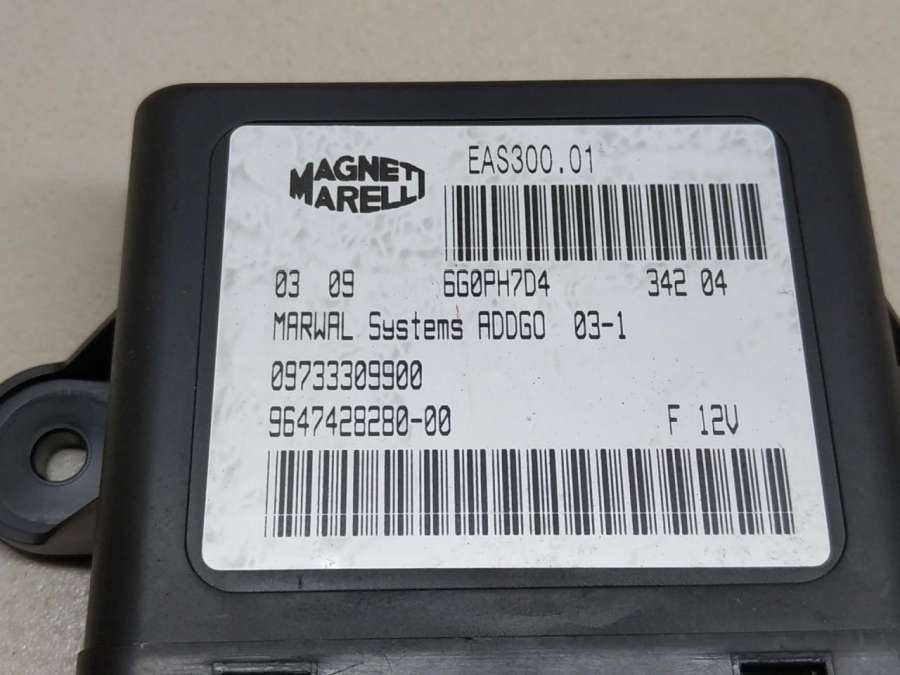 MAGNETI
MARELLI
EAS300.01
03 09 6G0PH7D4 342 04
MARWAL Systems ADDGO 03-1
09733309900
9647428280-00 F 12V